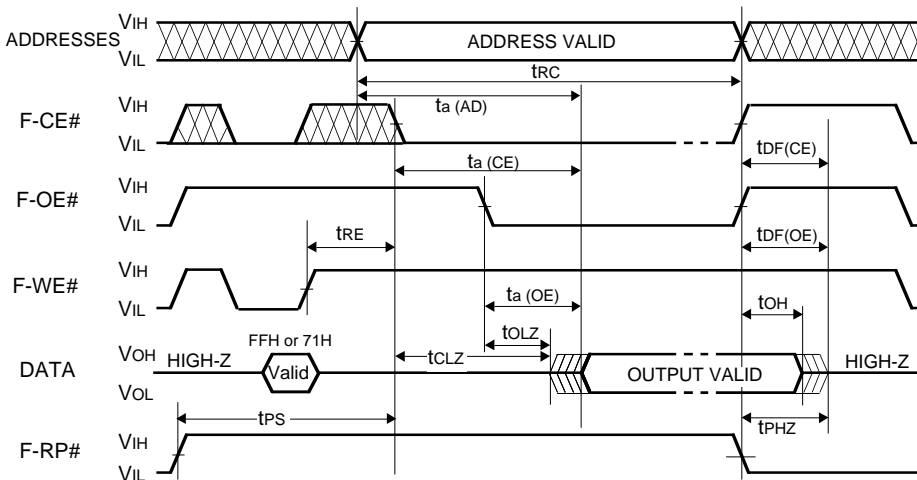 ADDRESSES VIH VIL ADDRESS VALID
tRC
ta (AD)
F-CE# VIH VIL
tDF(CE)
ta (CE)
F-OE# VIH VIL
tRE
tDF(OE)
F-WE# VIH VIL
ta (OE)
tOH
tOLZ
FFH or 71H
DATA VOH VOL HIGH-Z Valid tCLZ OUTPUT VALID HIGH-Z
tPS
tPHZ
F-RP# VIH VIL